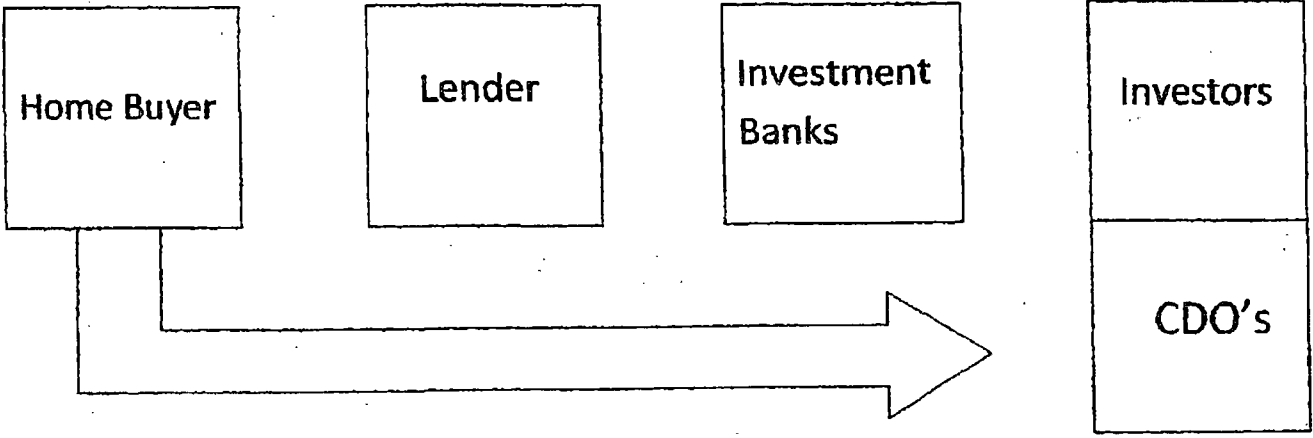 Home Buyer
Lender
Investment
Banks
Investors
CDO's